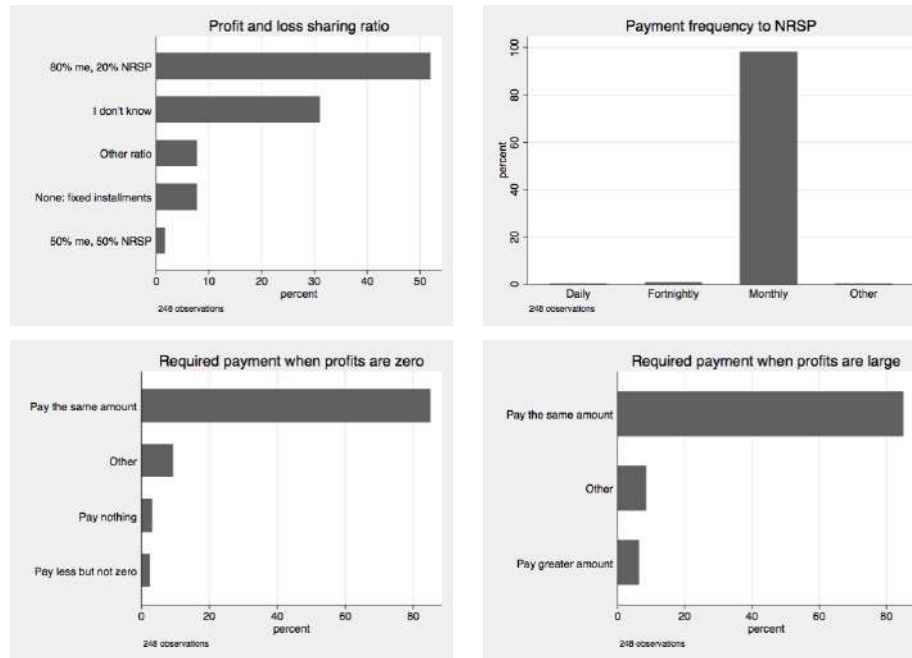 Profit and loss sharing ratio
80% me, 20% NRSP
I don't know
Other ratio
None: fixed installments
50% me, 50% NRSP
0 10 20 30 40 50
percent
248 observations
Payment frequency to NRSP
100
80
60
40
20
0
percent
Daily Fortnightly Monthly Other
248 observations
Required payment when profits are zero
Pay the same amount
Other
Pay nothing
Pay less but not zero
0 20 40 60 80
percent
248 observations
Required payment when profits are large
Pay the same amount
Other
Pay greater amount
0 20 40 60 80
percent
248 observations